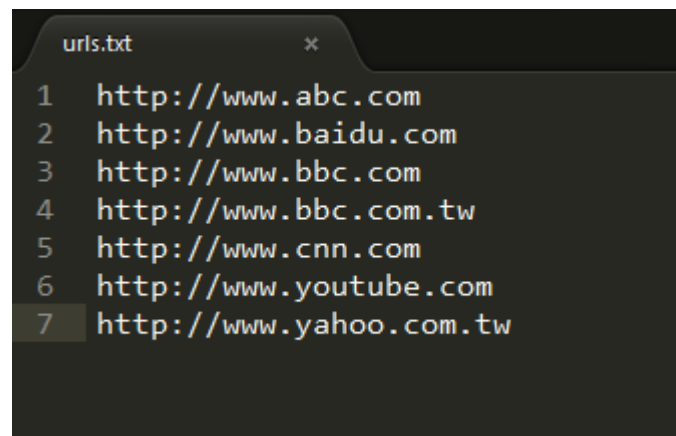 urls.txt ×
1 http://www.abc.com
2 http://www.baidu.com
3 http://www.bbc.com
4 http://www.bbc.com.tw
5 http://www.cnn.com
6 http://www.youtube.com
7 http://www.yahoo.com.tw